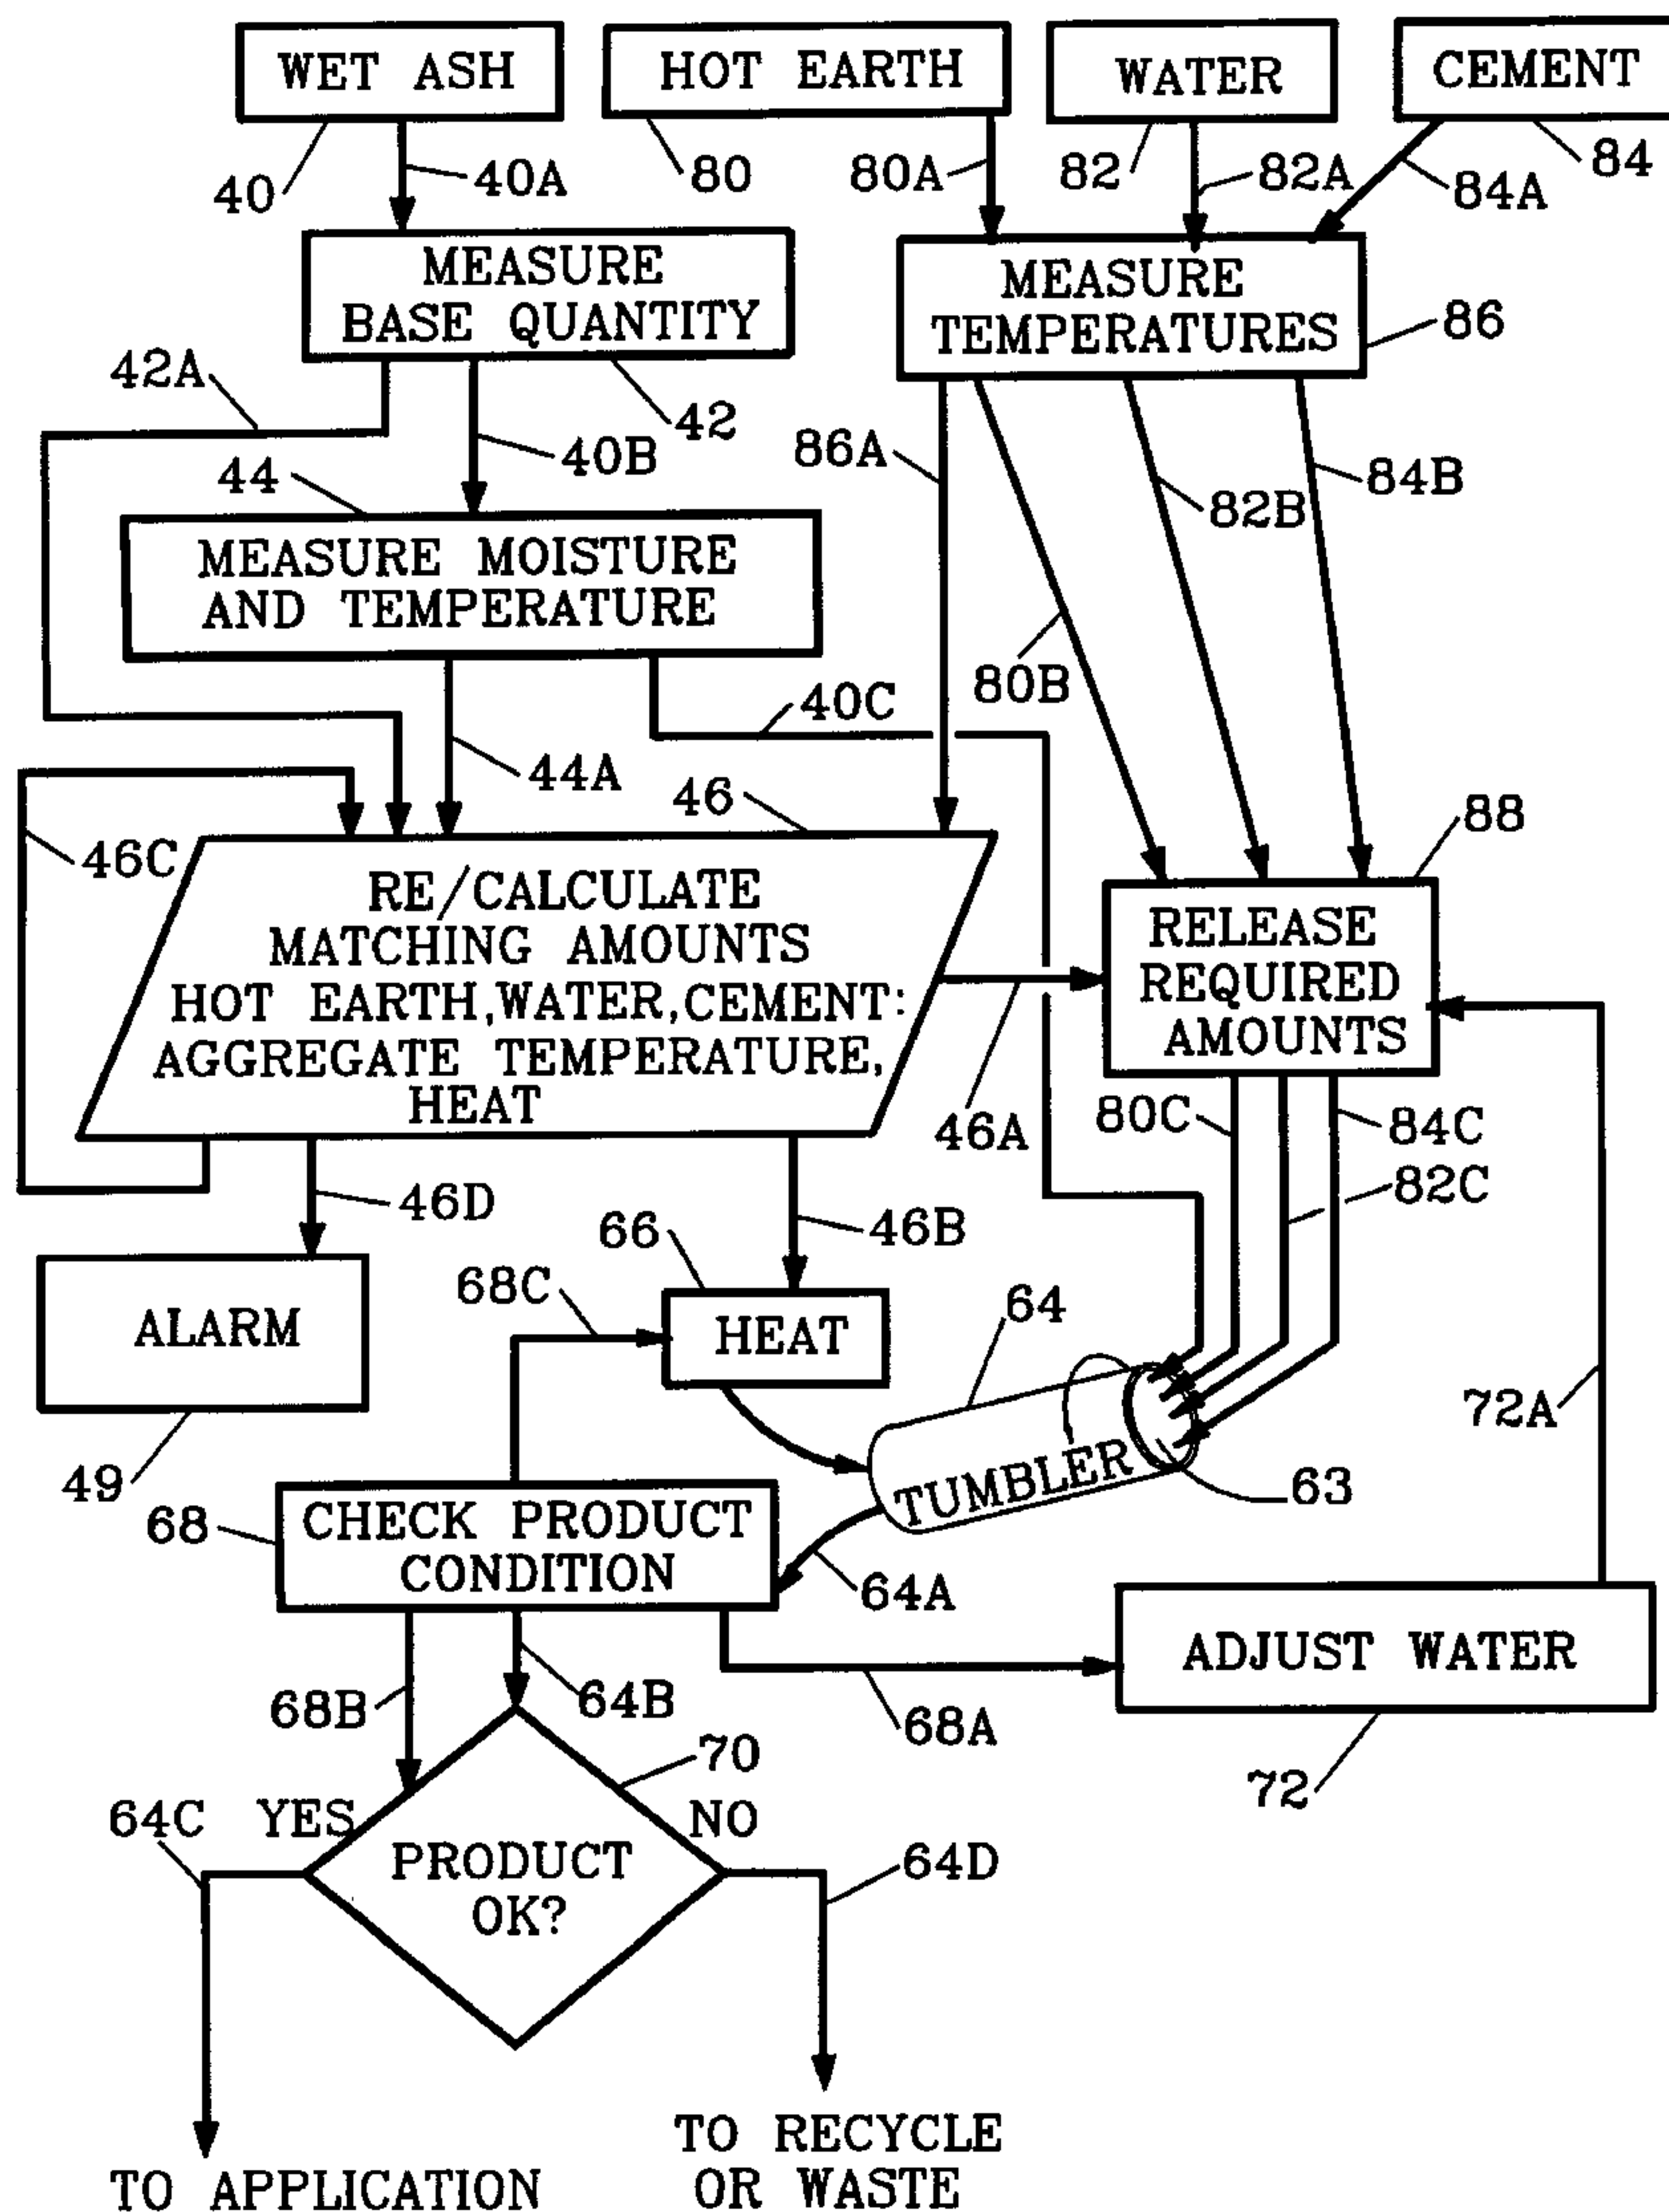 WET ASH
HOT EARTH
WATER
CEMENT
40
40A
80
80A
82
82A
84A
84
MEASURE
BASE QUANTITY
MEASURE
TEMPERATURES
86
42A
42
40B
86A
84B
82B
44
MEASURE MOISTURE
AND TEMPERATURE
80B
40C
44A
46
88
46C
RE/CALCULATE
MATCHING AMOUNTS
HOT EARTH,WATER,CEMENT:
AGGREGATE TEMPERATURE,
HEAT
RELEASE
REQUIRED
AMOUNTS
46A
80C
84C
82C
46D
46B
66
68C
64
ALARM
HEAT
72A
49
TUMBLER
63
68
CHECK PRODUCT
CONDITION
64A
ADJUST WATER
68B
64B
68A
70
72
64C
YES
NO
PRODUCT
OK?
64D
TO RECYCLE
OR WASTE
TO APPLICATION